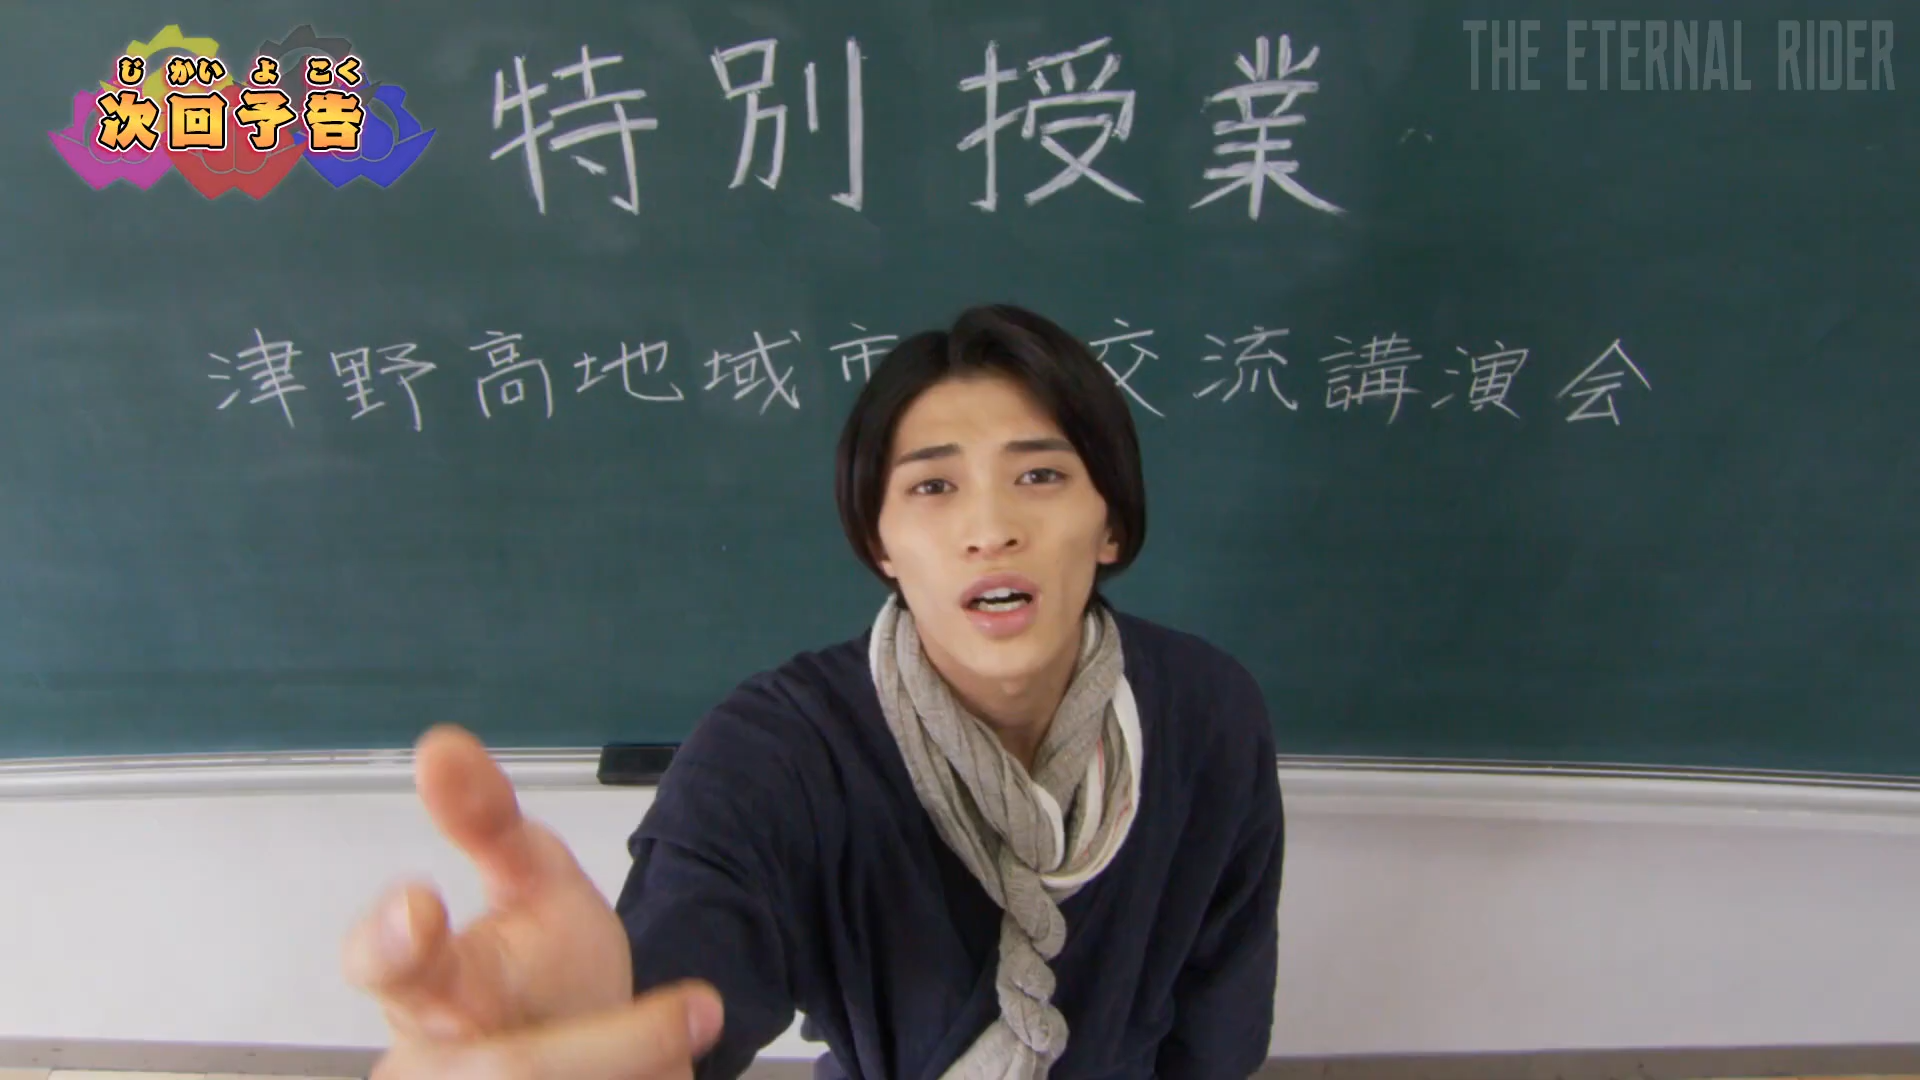 じ かい よ こく
次回予告
THE ETERNAL RIDER
特別授業
津野高地域市 交流講演会